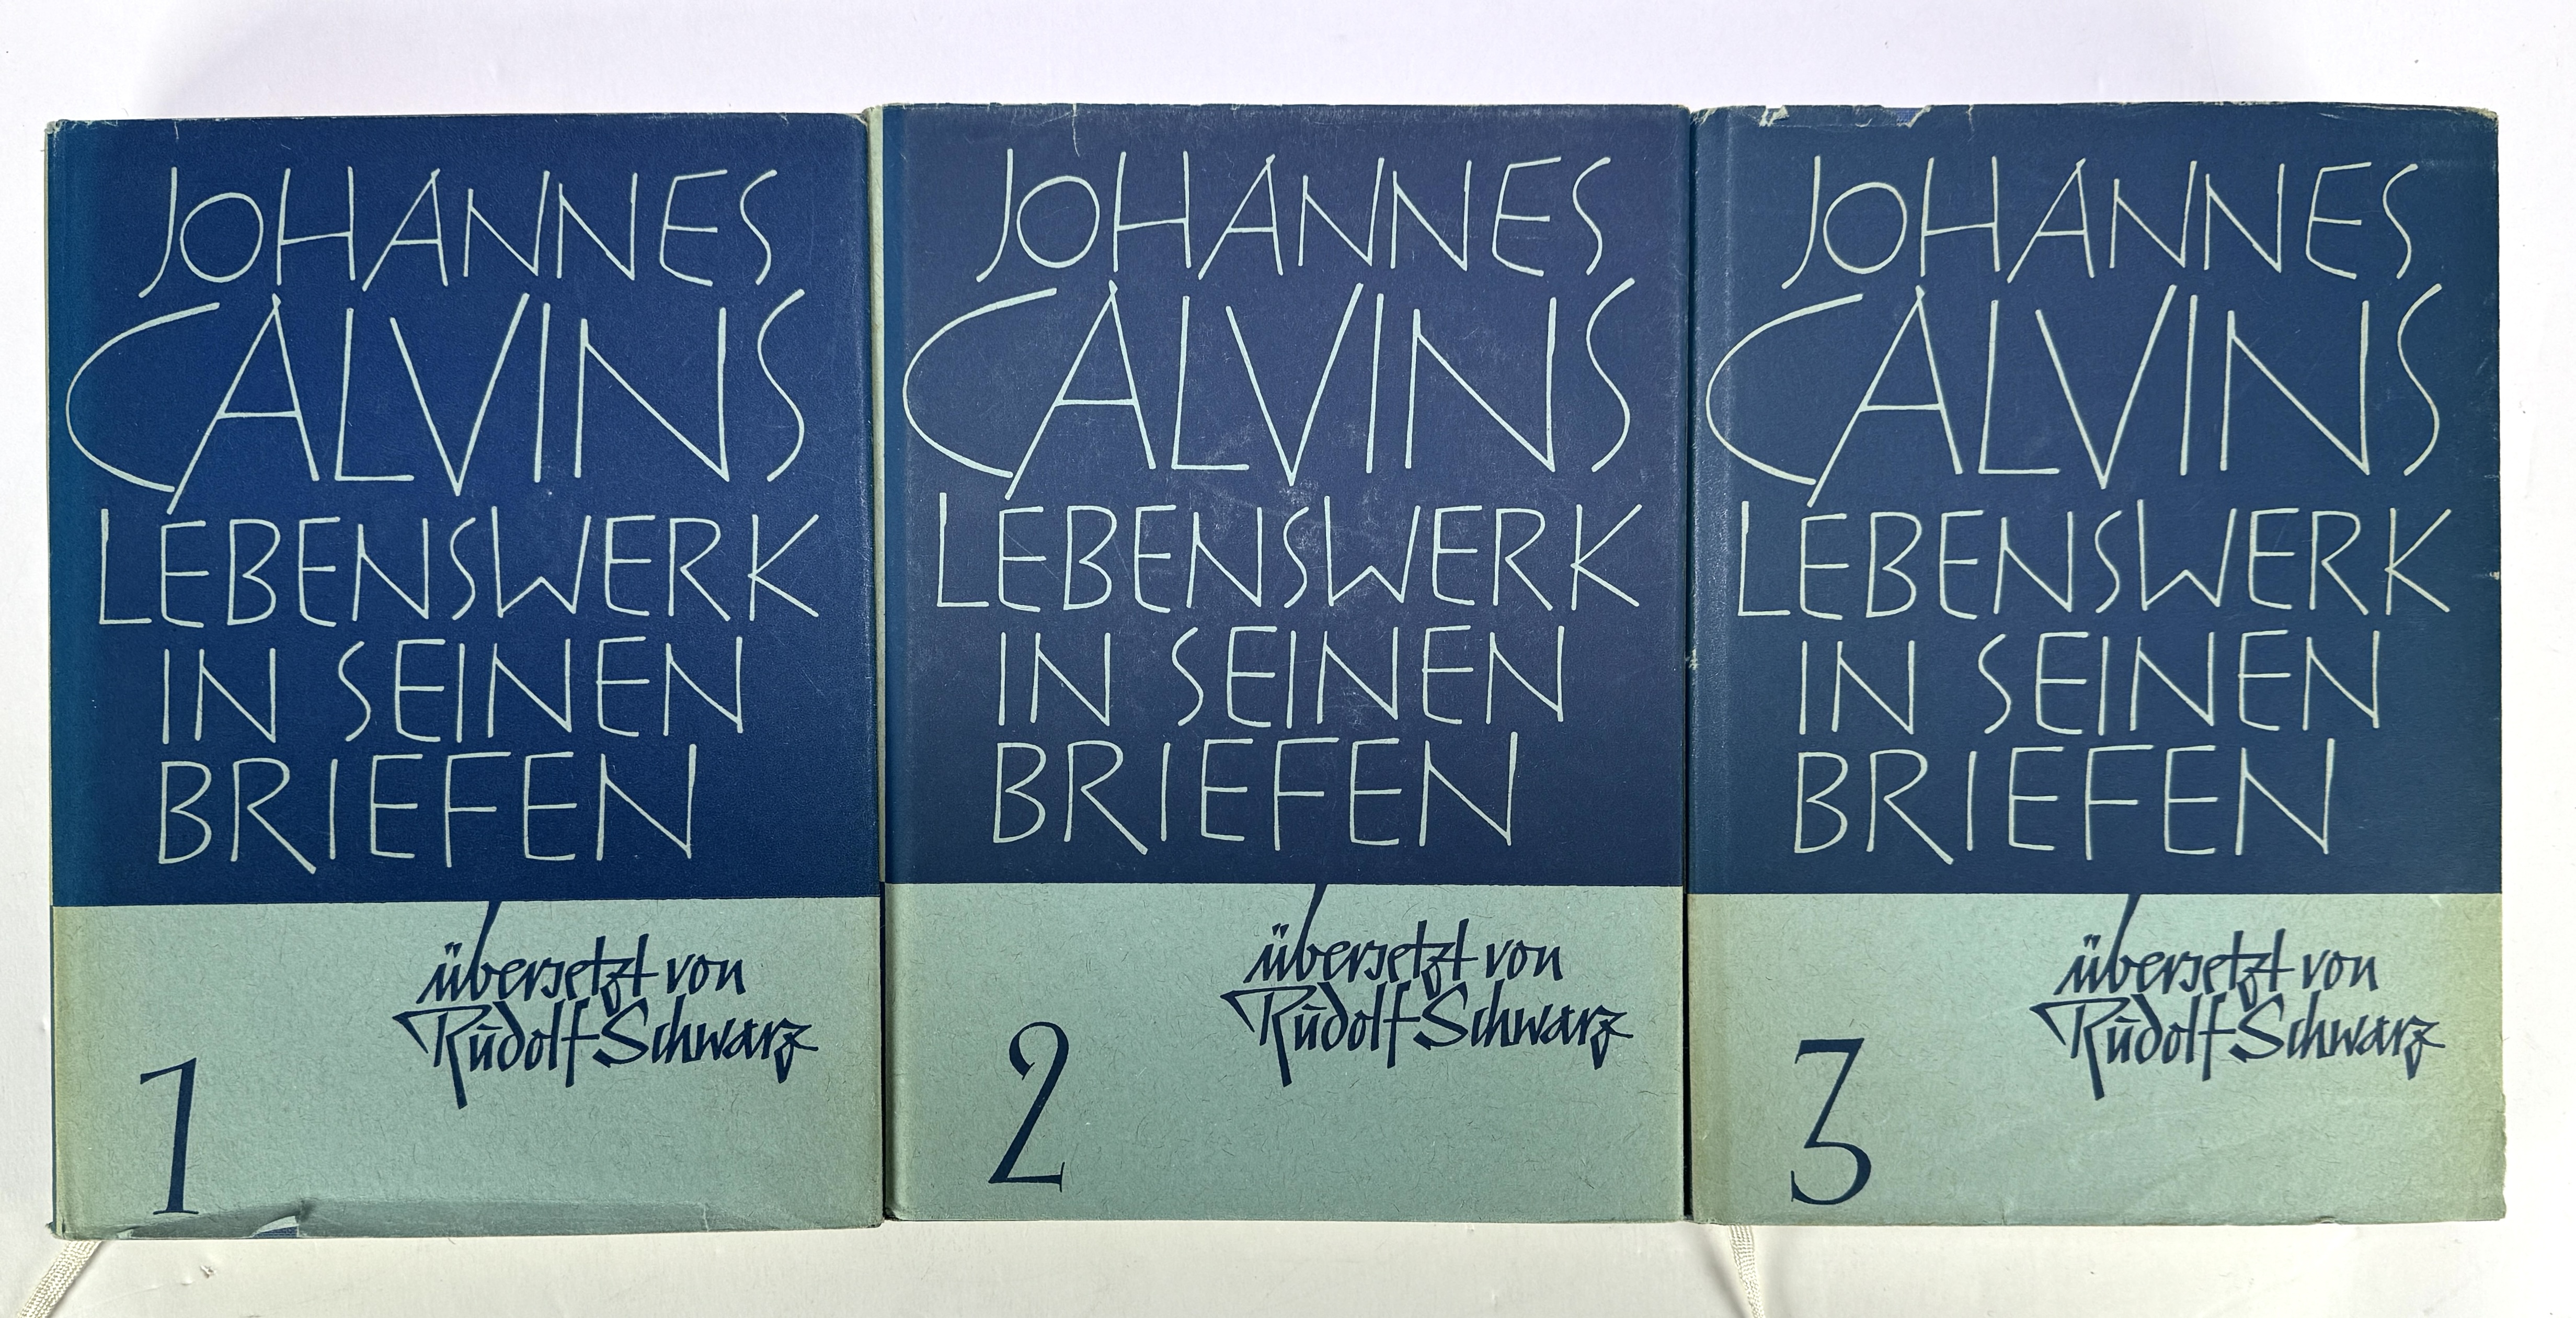 JOHANNES
CALVINS
LEBENSWERK
IN SEINEN
BRIEFEN
übersetzt von
Rudolf Schwarz
1
JOHANNES
CALVINS
LEBENSWERK
IN SEINEN
BRIEFEN
übersetzt von
Rudolf Schwarz
2
JOHANNES
CALVINS
LEBENSWERK
IN SEINEN
BRIEFEN
übersetzt von
Rudolf Schwarz
3